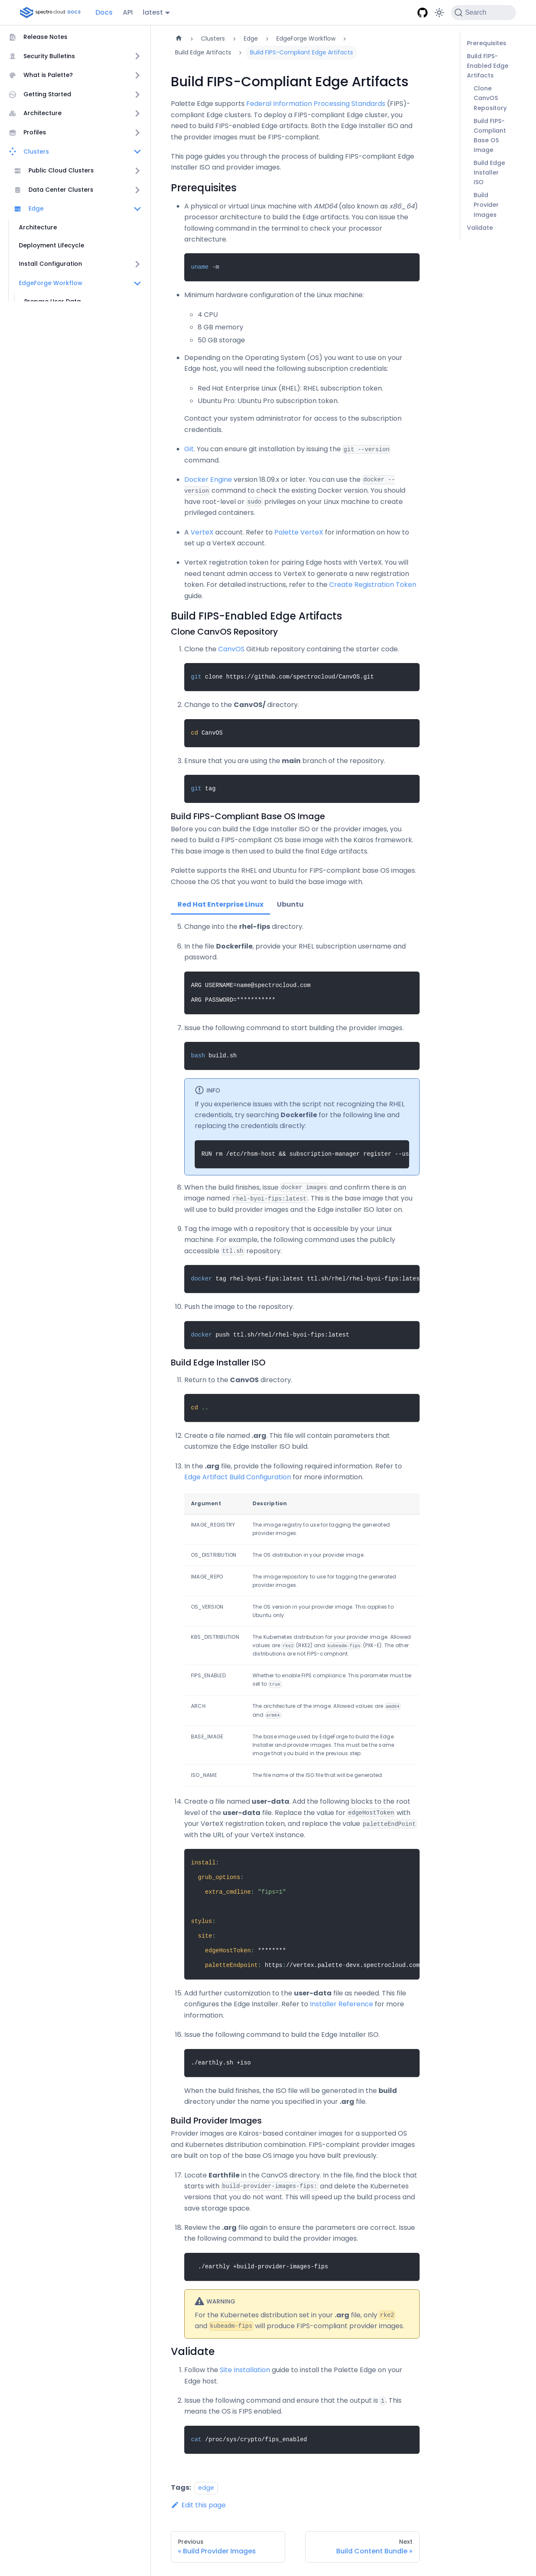 spectro cloud DOCS
Docs
API
latest
Search
Release Notes
Security Bulletins
What is Palette?
Getting Started
Architecture
Profiles
Clusters
Public Cloud Clusters
Data Center Clusters
Edge
Architecture
Deployment Lifecycle
Install Configuration
EdgeForge Workflow
Prepare User Data
Clusters
Edge
EdgeForge Workflow
Build Edge Artifacts
Build FIPS-Compliant Edge Artifacts
Build FIPS-Compliant Edge Artifacts
Palette Edge supports Federal Information Processing Standards (FIPS)-
compliant Edge clusters. To deploy a FIPS-compliant Edge cluster, you
need to build FIPS-enabled Edge artifacts. Both the Edge Installer ISO and
the provider images must be FIPS-compliant.
This page guides you through the process of building FIPS-compliant Edge
Installer ISO and provider images.
Prerequisites
A physical or virtual Linux machine with AMD64 (also known as x86_64)
processor architecture to build the Edge artifacts. You can issue the
following command in the terminal to check your processor
architecture.
uname -m
Minimum hardware configuration of the Linux machine:
4 CPU
8 GB memory
50 GB storage
Depending on the Operating System (OS) you want to use on your
Edge host, you will need the following subscription credentials:
Red Hat Enterprise Linux (RHEL): RHEL subscription token.
Ubuntu Pro: Ubuntu Pro subscription token.
Contact your system administrator for access to the subscription
credentials.
Git. You can ensure git installation by issuing the git --version
command.
Docker Engine version 18.09.x or later. You can use the docker --
version command to check the existing Docker version. You should
have root-level or sudo privileges on your Linux machine to create
privileged containers.
A VerteX account. Refer to Palette VerteX for information on how to
set up a VerteX account.
VerteX registration token for pairing Edge hosts with VerteX. You will
need tenant admin access to VerteX to generate a new registration
token. For detailed instructions, refer to the Create Registration Token
guide.
Build FIPS-Enabled Edge Artifacts
Clone CanvOS Repository
1. Clone the CanvOS GitHub repository containing the starter code.
git clone https://github.com/spectrocloud/CanvOS.git
2. Change to the CanvOS/ directory.
cd CanvOS
3. Ensure that you are using the main branch of the repository.
git tag
Build FIPS-Compliant Base OS Image
Before you can build the Edge Installer ISO or the provider images, you
need to build a FIPS-compliant OS base image with the Kairos framework.
This base image is then used to build the final Edge artifacts.
Palette supports the RHEL and Ubuntu for FIPS-compliant base OS images.
Choose the OS that you want to build the base image with.
Red Hat Enterprise Linux
Ubuntu
5. Change into the rhel-fips directory.
6. In the file Dockerfile, provide your RHEL subscription username and
password.
ARG USERNAME=name@spectrocloud.com
ARG PASSWORD=***********
7. Issue the following command to start building the provider images.
bash build.sh
INFO
If you experience issues with the script not recognizing the RHEL
credentials, try searching Dockerfile for the following line and
replacing the credentials directly:
RUN rm /etc/rhsm-host && subscription-manager register --us
8. When the build finishes, issue docker images and confirm there is an
image named rhel-byoi-fips:latest. This is the base image that you
will use to build provider images and the Edge installer ISO later on.
9. Tag the image with a repository that is accessible by your Linux
machine. For example, the following command uses the publicly
accessible ttl.sh repository.
docker tag rhel-byoi-fips:latest ttl.sh/rhel/rhel-byoi-fips:lates
10. Push the image to the repository.
docker push ttl.sh/rhel/rhel-byoi-fips:latest
Build Edge Installer ISO
11. Return to the CanvOS directory.
cd ..
12. Create a file named .arg. This file will contain parameters that
customize the Edge Installer ISO build.
13. In the .arg file, provide the following required information. Refer to
Edge Artifact Build Configuration for more information.
Argument Description
IMAGE_REGISTRY The image registry to use for tagging the generated
provider images.
OS_DISTRIBUTION The OS distribution in your provider image.
IMAGE_REPO The image repository to use for tagging the generated
provider images.
OS_VERSION The OS version in your provider image. This applies to
Ubuntu only.
K8S_DISTRIBUTION The Kubernetes distribution for your provider image. Allowed
values are rke2 (RKE2) and kubeadm-fips (PXK-E). The other
distributions are not FIPS-compliant.
FIPS_ENABLED Whether to enable FIPS compliance. This parameter must be
set to true.
ARCH The architecture of the image. Allowed values are amd64
and arm64.
BASE_IMAGE The base image used by EdgeForge to build the Edge
Installer and provider images. This must be the same
image that you build in the previous step.
ISO_NAME The file name of the ISO file that will be generated.
14. Create a file named user-data. Add the following blocks to the root
level of the user-data file. Replace the value for edgeHostToken with
your VerteX registration token, and replace the value paletteEndPoint
with the URL of your VerteX instance.
install:
grub_options:
extra_cmdline: "fips=1"
stylus:
site:
edgeHostToken: ********
paletteEndpoint: https://vertex.palette-devx.spectrocloud.com
15. Add further customization to the user-data file as needed. This file
configures the Edge Installer. Refer to Installer Reference for more
information.
16. Issue the following command to build the Edge Installer ISO.
./earthly.sh +iso
When the build finishes, the ISO file will be generated in the build
directory under the name you specified in your .arg file.
Build Provider Images
Provider images are Kairos-based container images for a supported OS
and Kubernetes distribution combination. FIPS-complaint provider images
are built on top of the base OS image you have built previously.
17. Locate Earthfile in the CanvOS directory. In the file, find the block that
starts with build-provider-images-fips: and delete the Kubernetes
versions that you do not want. This will speed up the build process and
save storage space.
18. Review the .arg file again to ensure the parameters are correct. Issue
the following command to build the provider images.
./earthly +build-provider-images-fips
WARNING
For the Kubernetes distribution set in your .arg file, only rke2
and kubeadm-fips will produce FIPS-compliant provider images.
Validate
1. Follow the Site Installation guide to install the Palette Edge on your
Edge host.
2. Issue the following command and ensure that the output is 1. This
means the OS is FIPS enabled.
cat /proc/sys/crypto/fips_enabled
Tags: edge
Edit this page
Previous
« Build Provider Images
Next
Build Content Bundle »
Prerequisites
Build FIPS-
Enabled Edge
Artifacts
Clone
CanvOS
Repository
Build FIPS-
Compliant
Base OS
Image
Build Edge
Installer
ISO
Build
Provider
Images
Validate